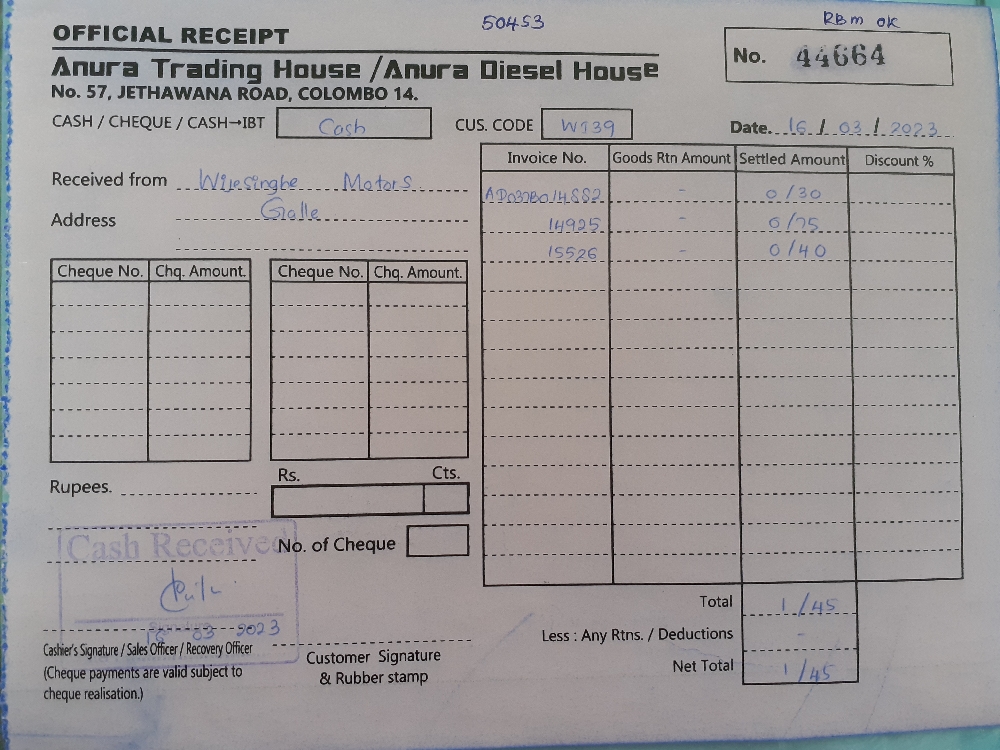 50453
RBM OK
OFFICIAL RECEIPT
No. 44664
Anura Trading House / Anura Diesel House
No. 57, JETHAWANA ROAD, COLOMBO 14.
CASH / CHEQUE / CASH→IBT Cash CUS. CODE W139 Date. 16 / 03 / 2023
Received from Wijesinghe Motors
Address Galle
Invoice No. Goods Rtn Amount Settled Amount Discount %
- 0/30
14925 - 0/75
15526 - 0/40
Cheque No. Chq. Amount. Cheque No. Chq. Amount.
Rs. Cts.
Rupees.
Cash Received
No. of Cheque
16 03 2023
Cashier's Signature / Sales Officer / Recovery Officer
(Cheque payments are valid subject to
cheque realisation.)
Customer Signature
& Rubber stamp
Total 1/45
Less : Any Rtns. / Deductions -
Net Total 1/45